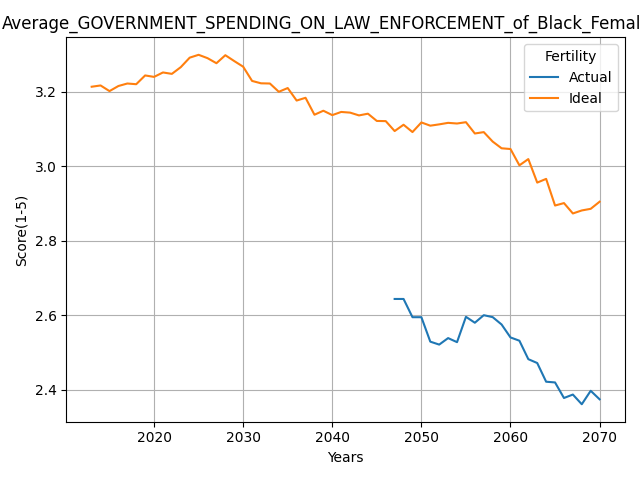 Average_GOVERNMENT_SPENDING_ON_LAW_ENFORCEMENT_of_Black_Femal
Fertility
Actual
Ideal
3.2
3.0
2.8
2.6
2.4
Score(1-5)
2020 2030 2040 2050 2060 2070
Years